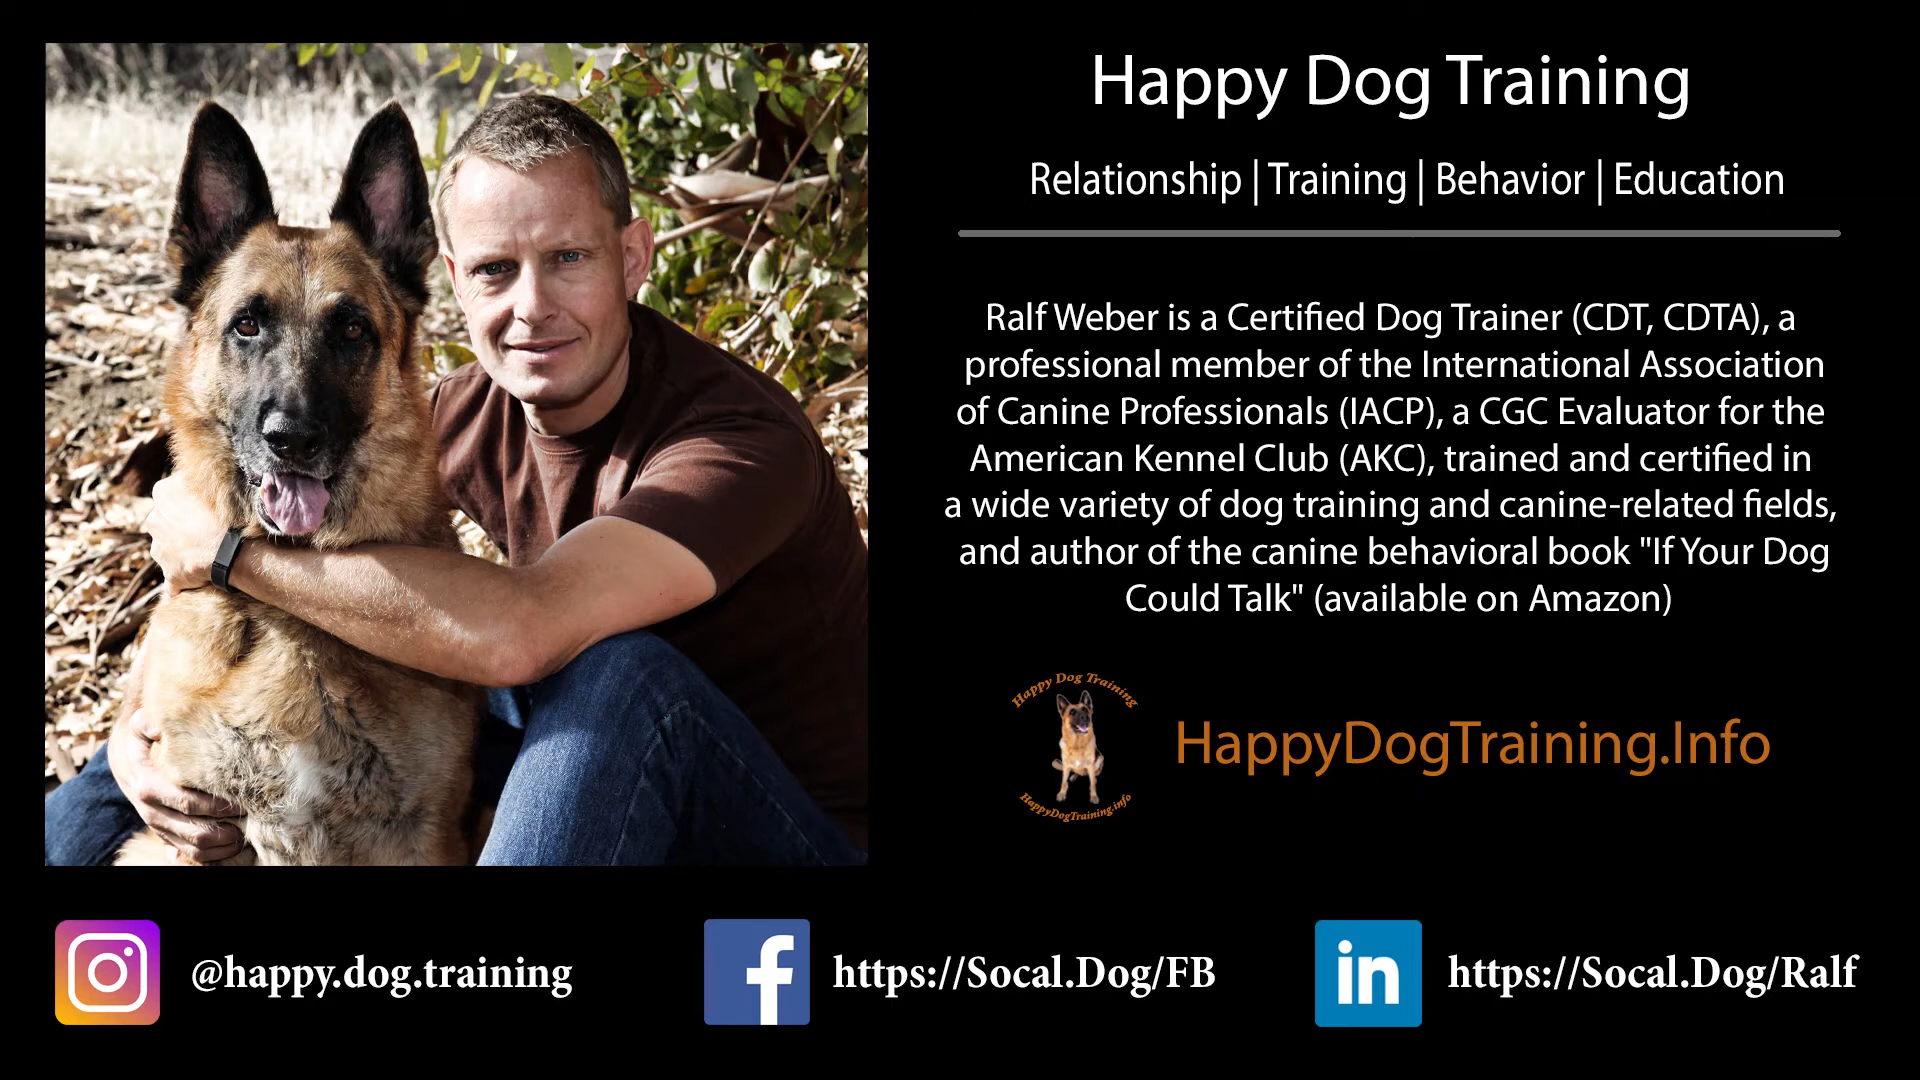 Happy Dog Training
Relationship | Training | Behavior | Education
Ralf Weber is a Certified Dog Trainer (CDT, CDTA), a
professional member of the International Association
of Canine Professionals (IACP), a CGC Evaluator for the
American Kennel Club (AKC), trained and certified in
a wide variety of dog training and canine-related fields,
and author of the canine behavioral book "If Your Dog
Could Talk" (available on Amazon)
Happy Dog Training
HappyDogTraining.info
HappyDogTraining.Info
@happy.dog.training
f
https://Socal.Dog/FB
in
https://Socal.Dog/Ralf